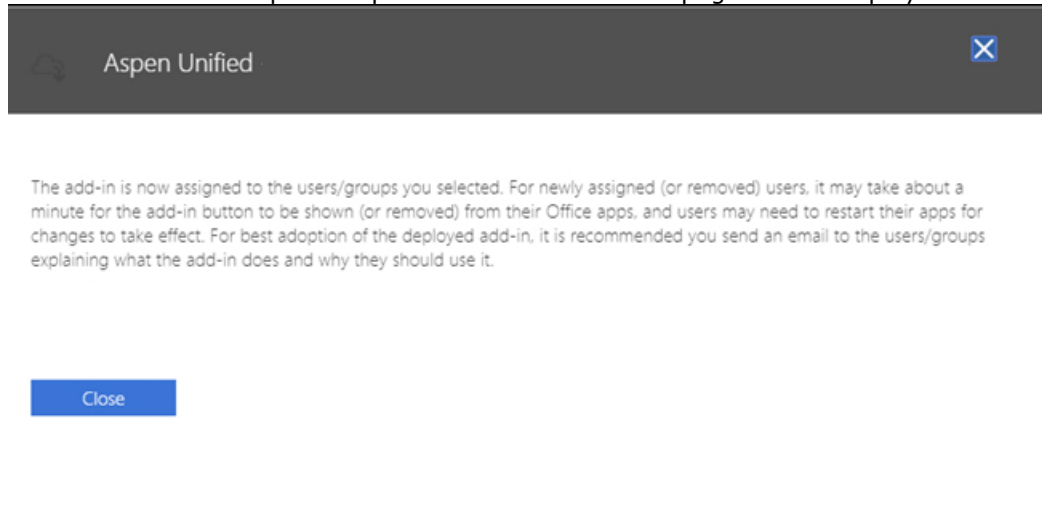 Aspen Unified
The add-in is now assigned to the users/groups you selected. For newly assigned (or removed) users, it may take about a
minute for the add-in button to be shown (or removed) from their Office apps, and users may need to restart their apps for
changes to take effect. For best adoption of the deployed add-in, it is recommended you send an email to the users/groups
explaining what the add-in does and why they should use it.
Close